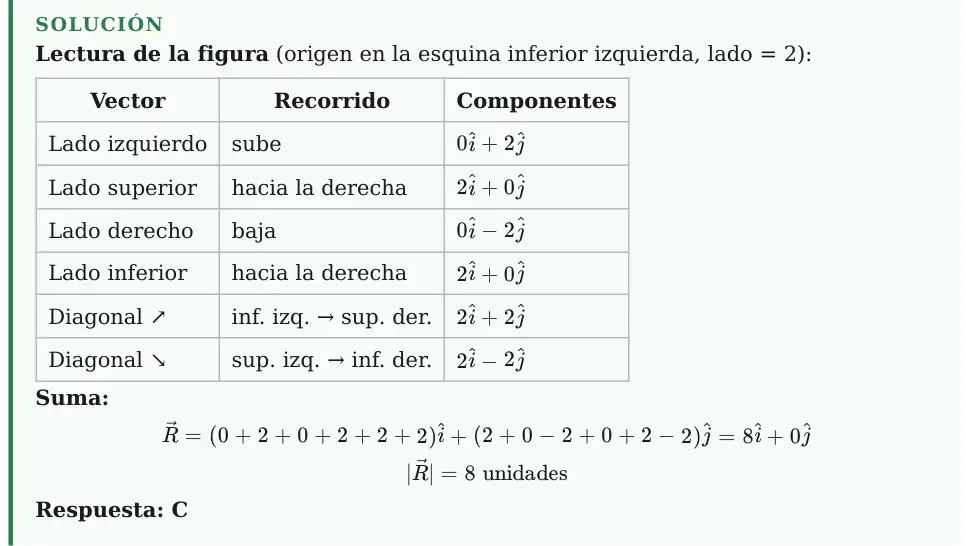 SOLUCIÓN
Lectura de la figura (origen en la esquina inferior izquierda, lado = 2):
Vector Recorrido Componentes
Lado izquierdo sube 0î + 2ĵ
Lado superior hacia la derecha 2î + 0ĵ
Lado derecho baja 0î − 2ĵ
Lado inferior hacia la derecha 2î + 0ĵ
Diagonal ↗ inf. izq. → sup. der. 2î + 2ĵ
Diagonal ↘ sup. izq. → inf. der. 2î − 2ĵ
Suma:
R⃗ = (0 + 2 + 0 + 2 + 2 + 2)î + (2 + 0 − 2 + 0 + 2 − 2)ĵ = 8î + 0ĵ
|R⃗| = 8 unidades
Respuesta: C